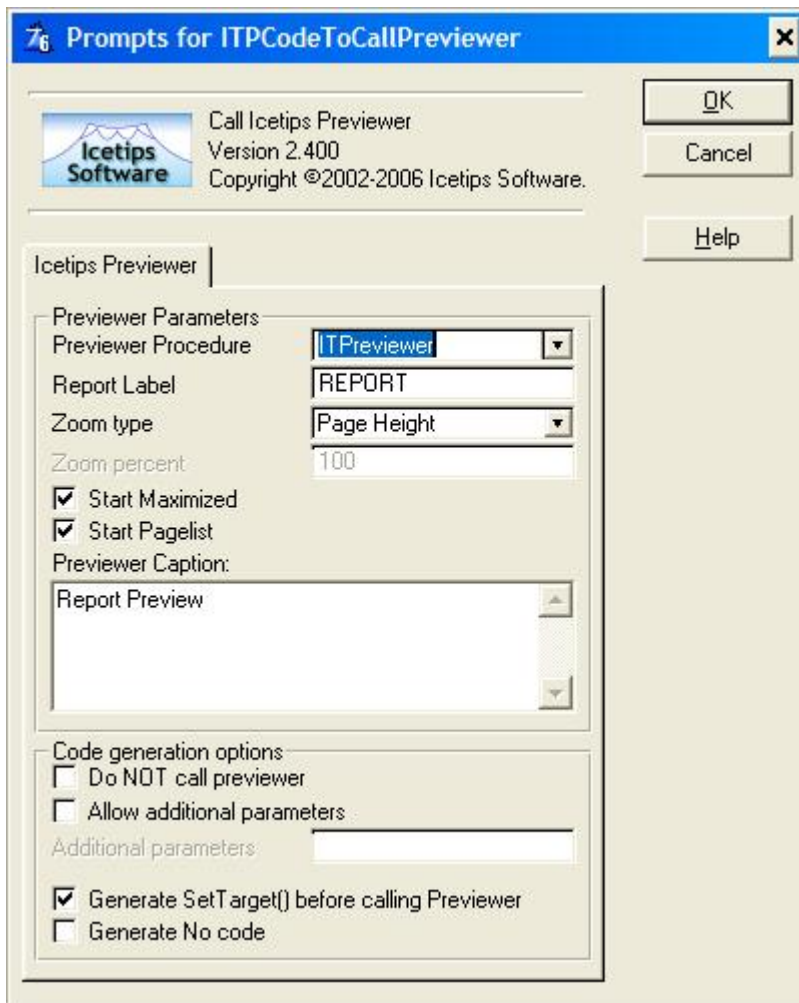 7₆ Prompts for ITPCodeToCallPreviewer
OK
Cancel
Help
Icetips
Software
Call Icetips Previewer
Version 2.400
Copyright ©2002-2006 Icetips Software.
Icetips Previewer
Previewer Parameters
Previewer Procedure ITPreviewer
Report Label REPORT
Zoom type Page Height
Zoom percent 100
Start Maximized
Start Pagelist
Previewer Caption:
Report Preview
Code generation options
Do NOT call previewer
Allow additional parameters
Additional parameters
Generate SetTarget() before calling Previewer
Generate No code